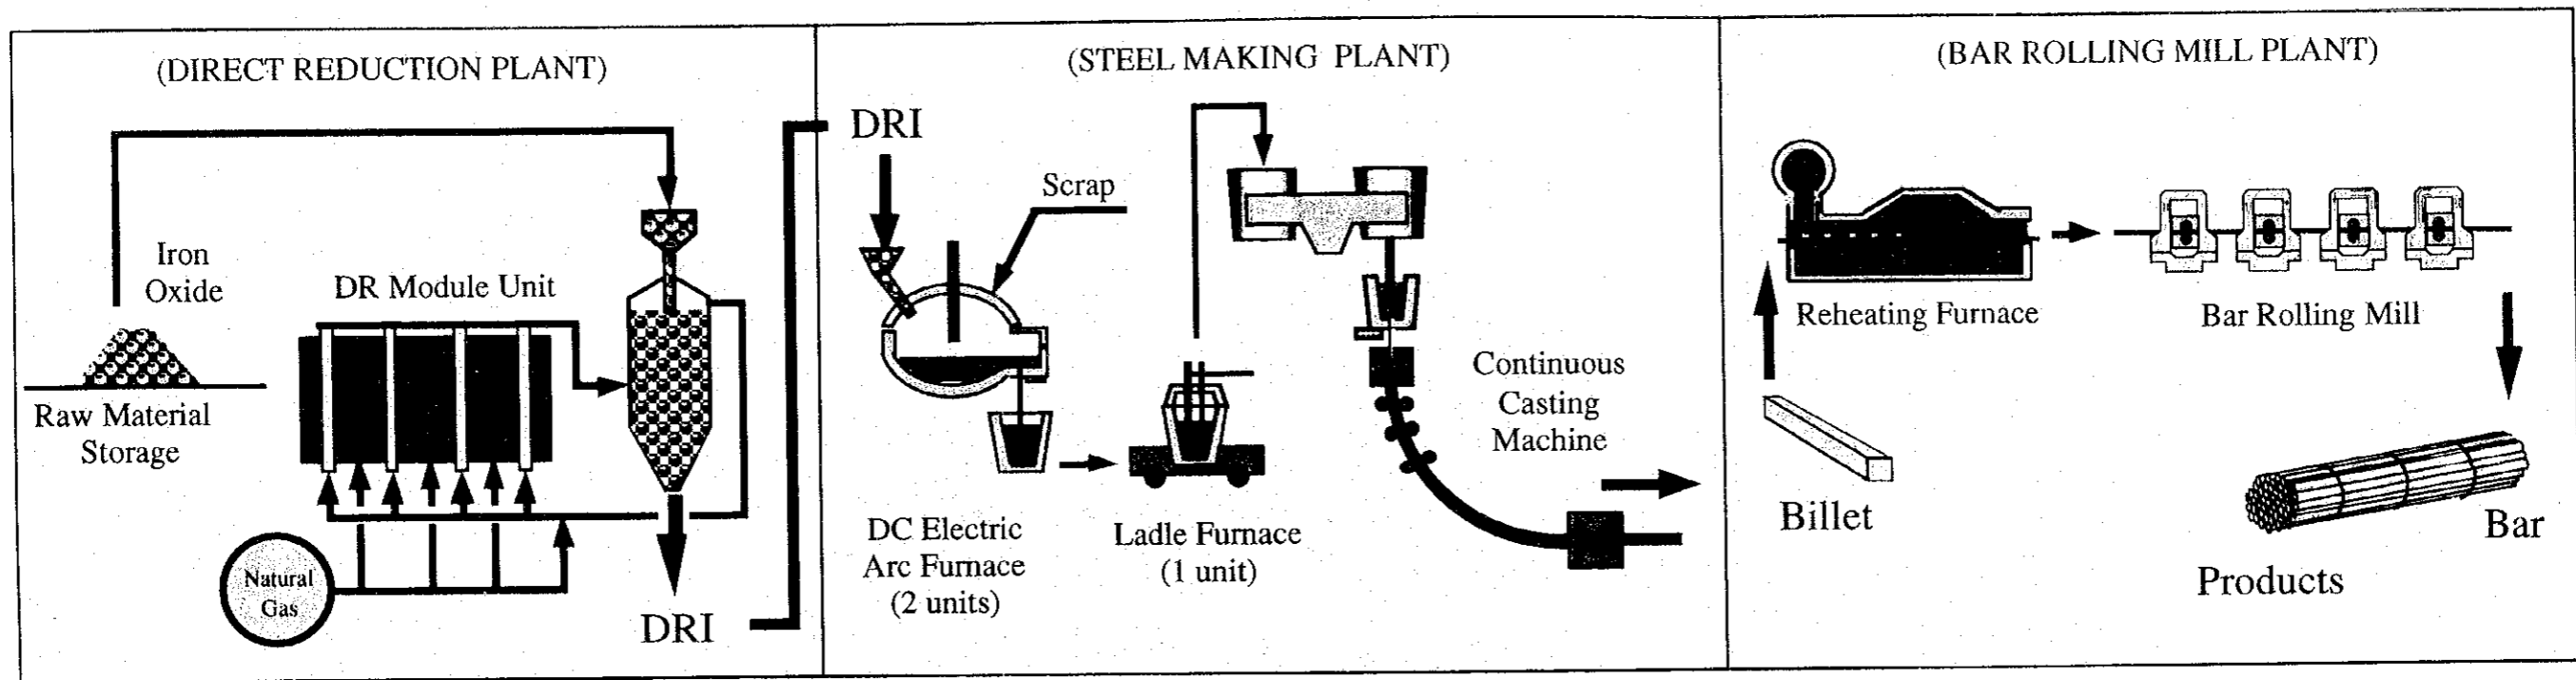 (DIRECT REDUCTION PLANT)
Iron
Oxide
DR Module Unit
Raw Material
Storage
Natural
Gas
DRI
(STEEL MAKING PLANT)
DRI
Scrap
DC Electric
Arc Furnace
(2 units)
Ladle Furnace
(1 unit)
Continuous
Casting
Machine
(BAR ROLLING MILL PLANT)
Reheating Furnace
Bar Rolling Mill
Billet
Bar
Products